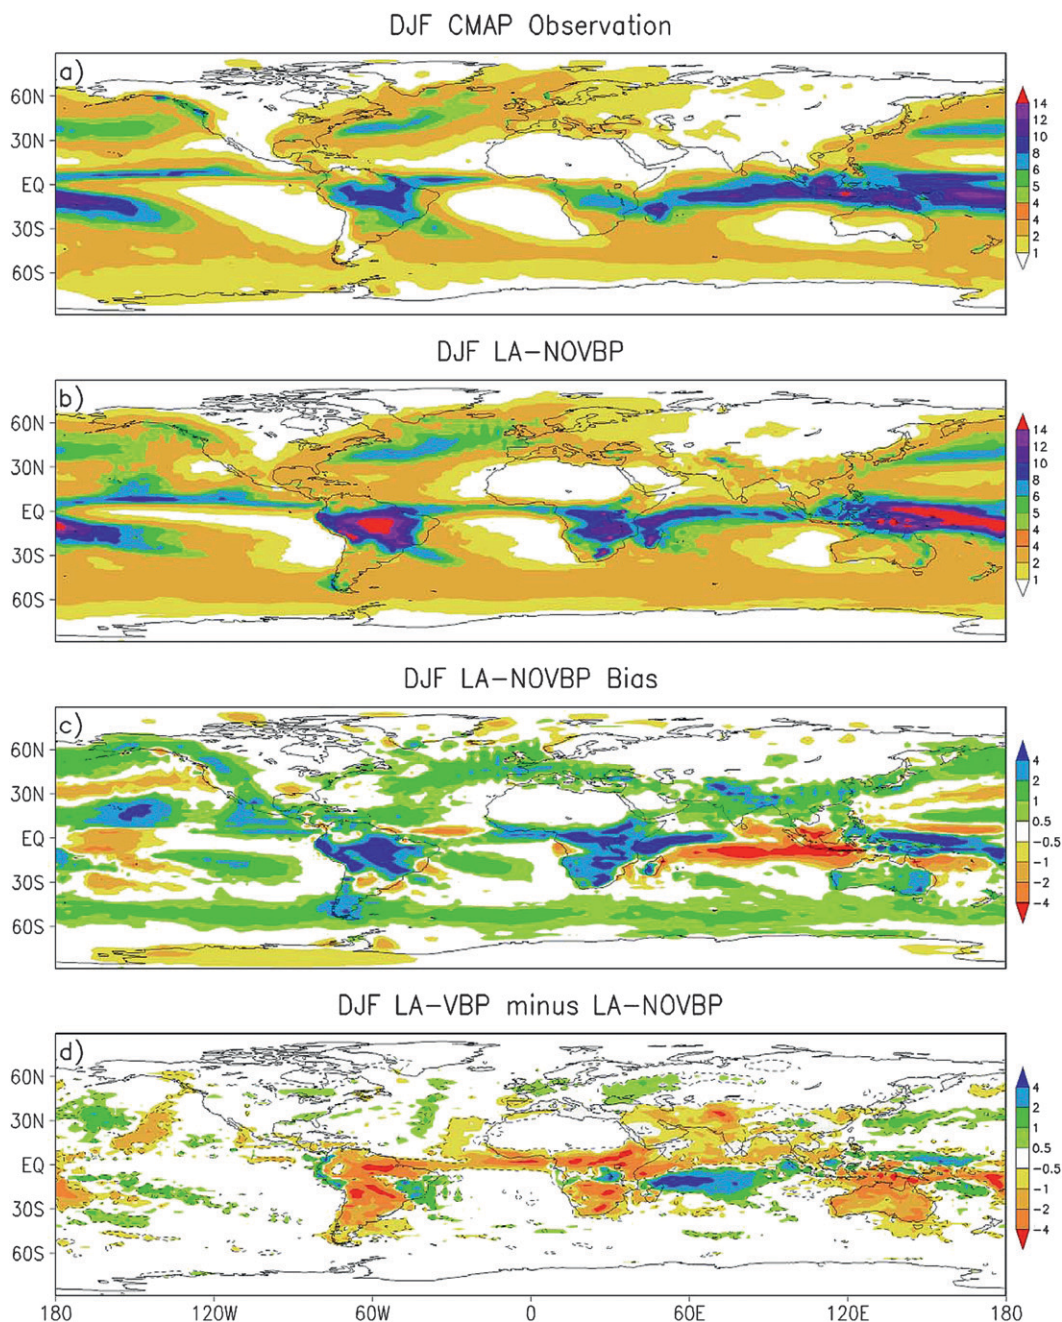 DJF CMAP Observation
a)
60N
30N
EQ
30S
60S
14
12
10
8
6
5
4
4
2
1
DJF LA-NOVBP
b)
60N
30N
EQ
30S
60S
14
12
10
8
6
5
4
4
2
1
DJF LA-NOVBP Bias
c)
60N
30N
EQ
30S
60S
4
2
1
0.5
-0.5
-1
-2
-4
DJF LA-VBP minus LA-NOVBP
d)
60N
30N
EQ
30S
60S
4
2
1
0.5
-0.5
-1
-2
-4
180 120W 60W 0 60E 120E 180